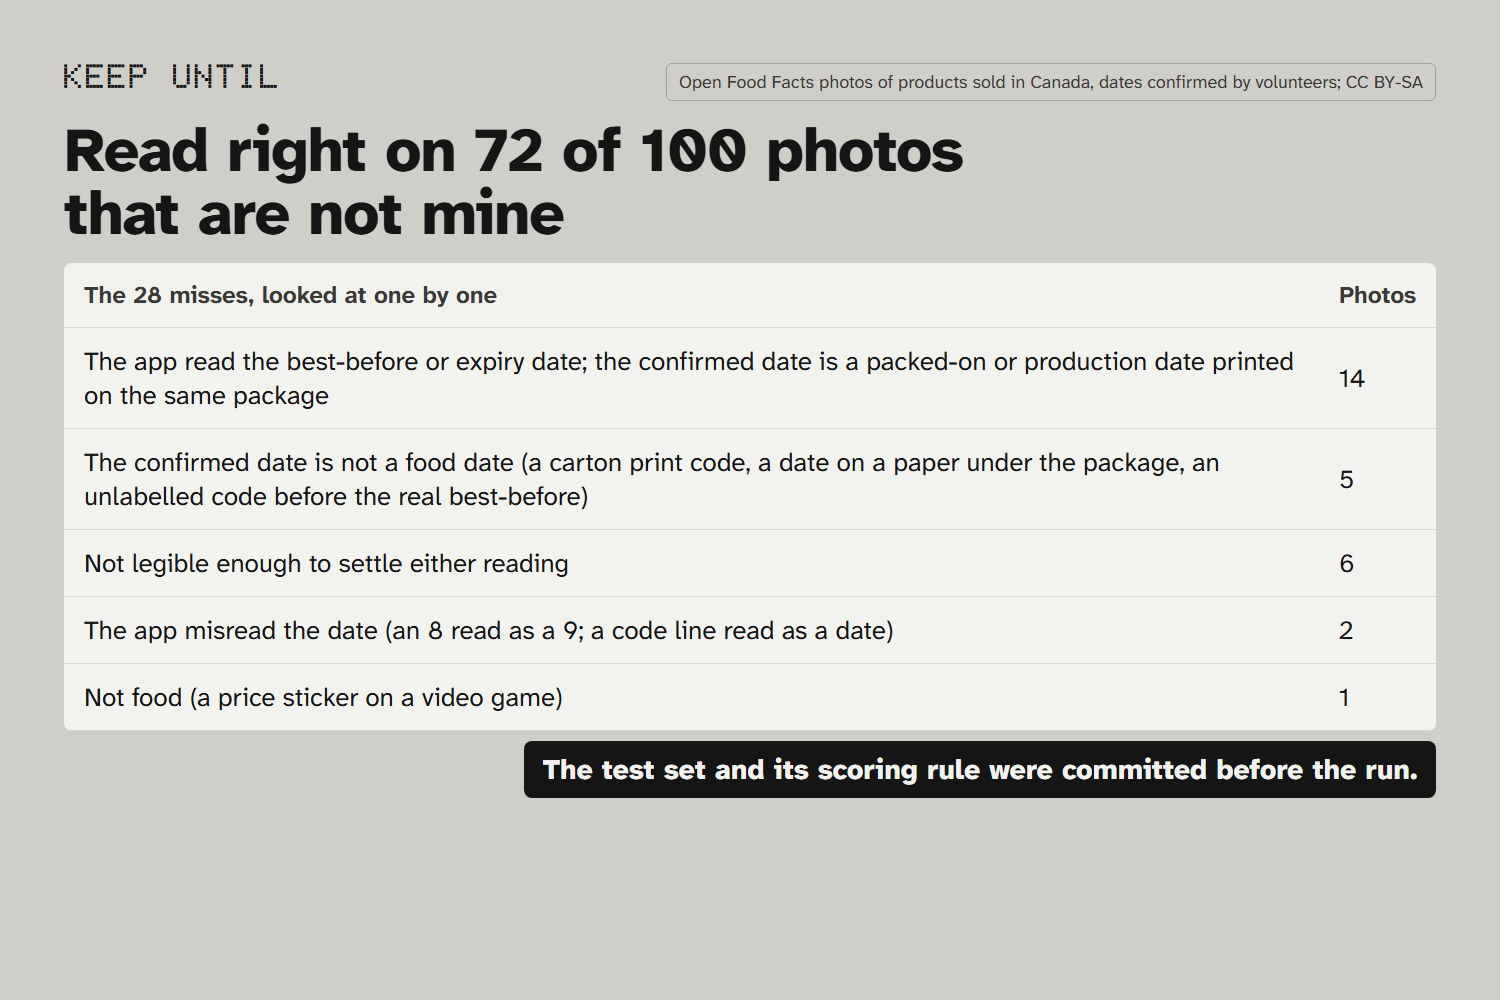 KEEP UNTIL
Open Food Facts photos of products sold in Canada, dates confirmed by volunteers; CC BY-SA
Read right on 72 of 100 photos
that are not mine
The 28 misses, looked at one by one
Photos
The app read the best-before or expiry date; the confirmed date is a packed-on or production date printed
on the same package
14
The confirmed date is not a food date (a carton print code, a date on a paper under the package, an
unlabelled code before the real best-before)
5
Not legible enough to settle either reading
6
The app misread the date (an 8 read as a 9; a code line read as a date)
2
Not food (a price sticker on a video game)
1
The test set and its scoring rule were committed before the run.